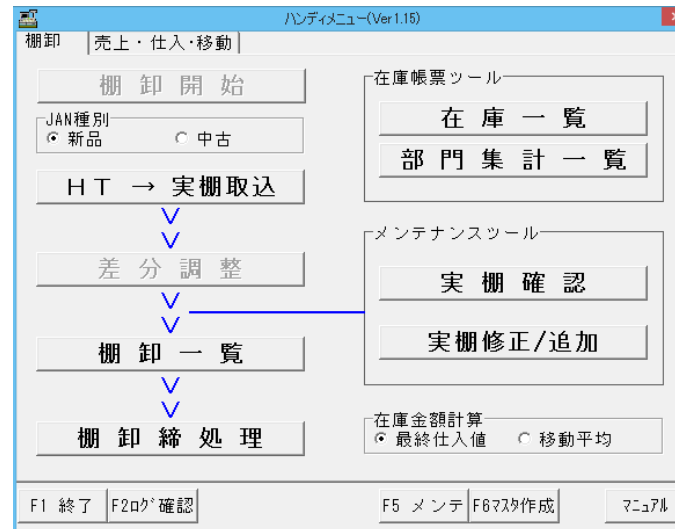 ハンディメニュー(Ver1.15)
棚卸
売上・仕入・移動
棚 卸 開 始
JAN種別
新品
中古
ＨＴ → 実棚取込
差 分 調 整
棚 卸 一 覧
棚 卸 締 処 理
在庫帳票ツール
在 庫 一 覧
部 門 集 計 一 覧
メンテナンスツール
実 棚 確 認
実棚修正/追加
在庫金額計算
最終仕入値
移動平均
F1 終了
F2ﾛｸﾞ確認
F5 メンテ
F6ﾏｽﾀ作成
ﾏﾆｭｱﾙ